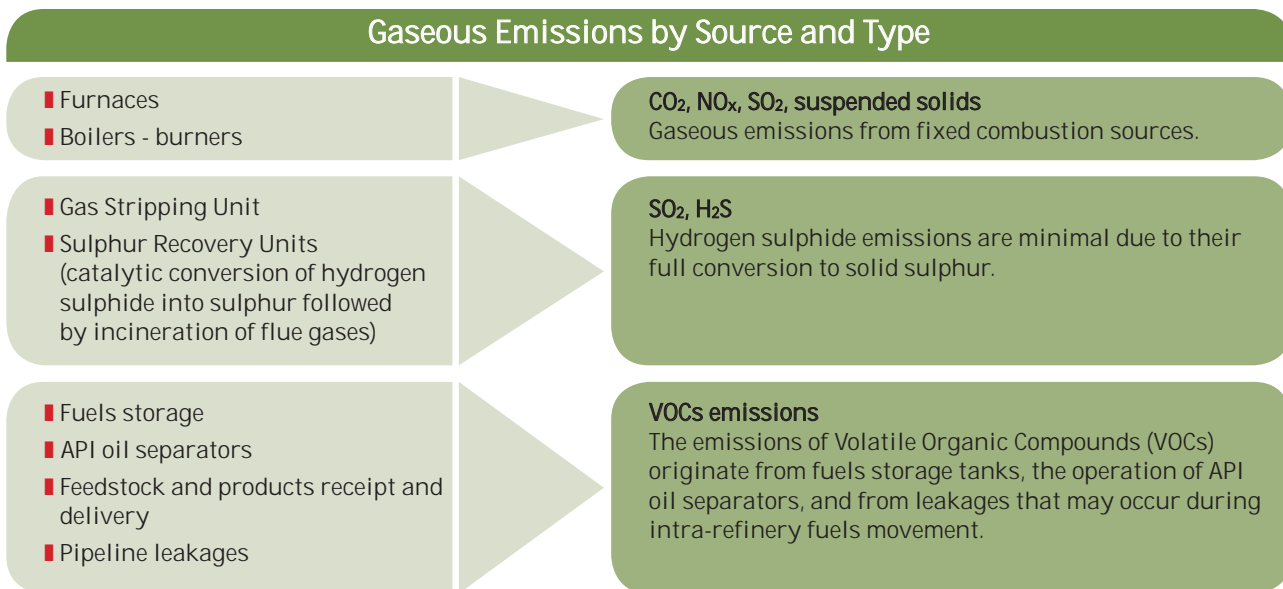 Gaseous Emissions by Source and Type
Furnaces
Boilers - burners
CO₂, NOₓ, SO₂, suspended solids
Gaseous emissions from fixed combustion sources.
Gas Stripping Unit
Sulphur Recovery Units
(catalytic conversion of hydrogen
sulphide into sulphur followed
by incineration of flue gases)
SO₂, H₂S
Hydrogen sulphide emissions are minimal due to their
full conversion to solid sulphur.
Fuels storage
API oil separators
Feedstock and products receipt and
delivery
Pipeline leakages
VOCs emissions
The emissions of Volatile Organic Compounds (VOCs)
originate from fuels storage tanks, the operation of API
oil separators, and from leakages that may occur during
intra-refinery fuels movement.